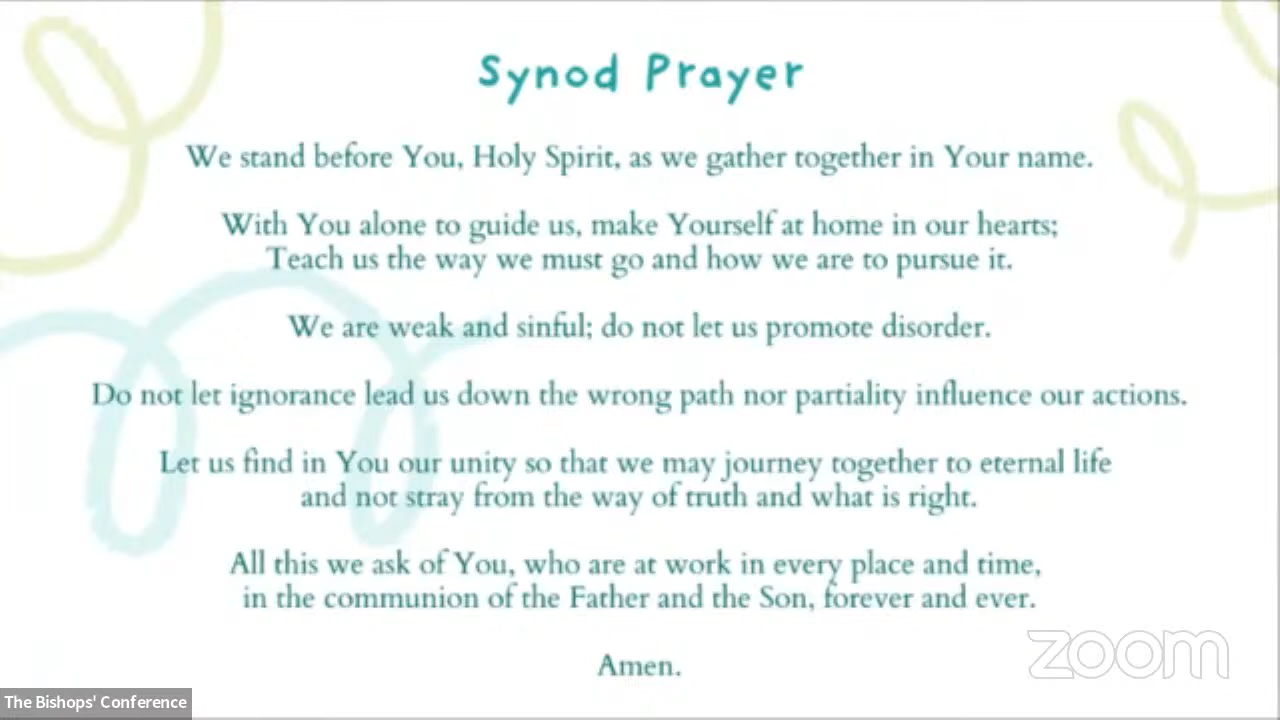 Synod Prayer
We stand before You, Holy Spirit, as we gather together in Your name.
With You alone to guide us, make Yourself at home in our hearts;
Teach us the way we must go and how we are to pursue it.
We are weak and sinful; do not let us promote disorder.
Do not let ignorance lead us down the wrong path nor partiality influence our actions.
Let us find in You our unity so that we may journey together to eternal life
and not stray from the way of truth and what is right.
All this we ask of You, who are at work in every place and time,
in the communion of the Father and the Son, forever and ever.
Amen.
zoom
The Bishops' Conference